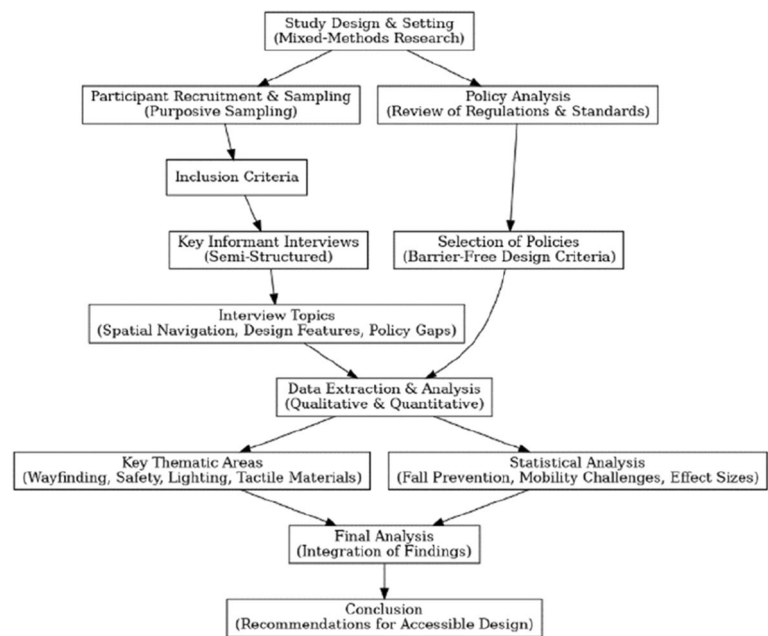 Study Design & Setting
(Mixed-Methods Research)
Participant Recruitment & Sampling
(Purposive Sampling)
Policy Analysis
(Review of Regulations & Standards)
Inclusion Criteria
Key Informant Interviews
(Semi-Structured)
Selection of Policies
(Barrier-Free Design Criteria)
Interview Topics
(Spatial Navigation, Design Features, Policy Gaps)
Data Extraction & Analysis
(Qualitative & Quantitative)
Key Thematic Areas
(Wayfinding, Safety, Lighting, Tactile Materials)
Statistical Analysis
(Fall Prevention, Mobility Challenges, Effect Sizes)
Final Analysis
(Integration of Findings)
Conclusion
(Recommendations for Accessible Design)